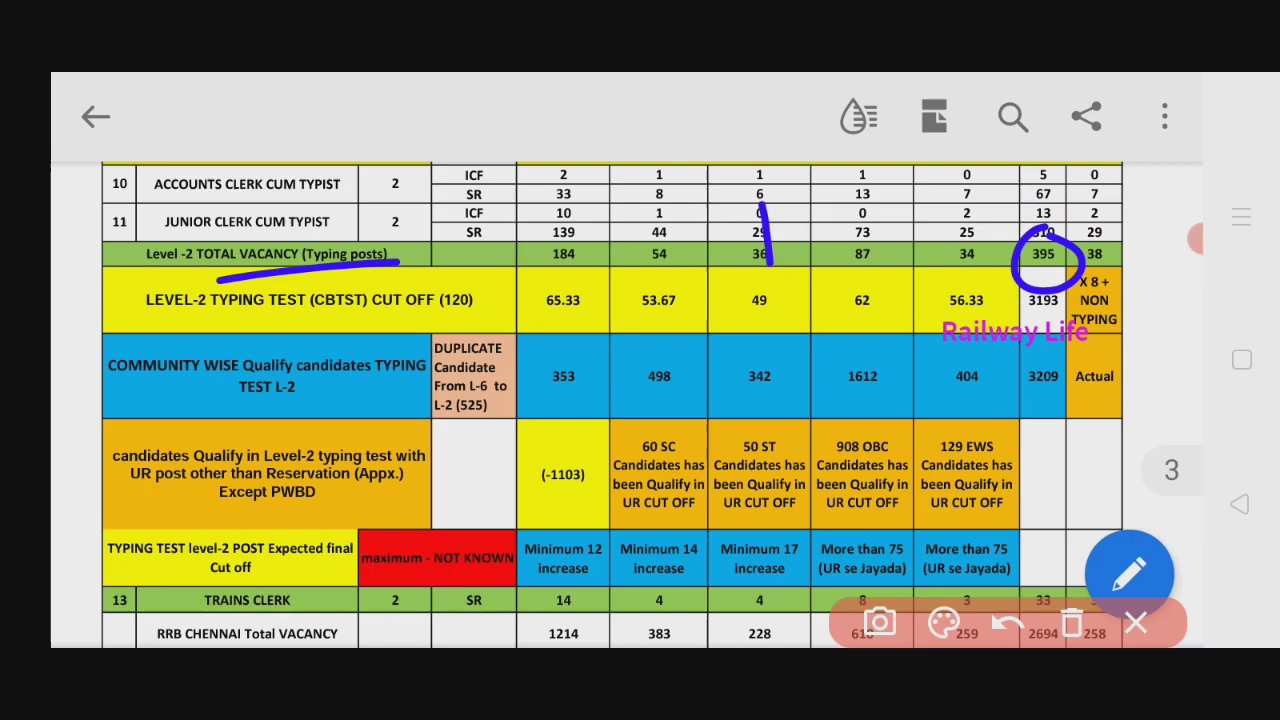 10 ACCOUNTS CLERK CUM TYPIST 2 ICF 2 1 1 1 0 5 0
SR 33 8 6 13 7 67 7
11 JUNIOR CLERK CUM TYPIST 2 ICF 10 1 0 0 2 13 2
SR 139 44 29 73 25 310 29
Level -2 TOTAL VACANCY (Typing posts) 184 54 36 87 34 395 38
LEVEL-2 TYPING TEST (CBTST) CUT OFF (120) 65.33 53.67 49 62 56.33 3193 X 8 + NON TYPING
Railway Life
COMMUNITY WISE Qualify candidates TYPING
TEST L-2
DUPLICATE
Candidate
From L-6 to
L-2 (525)
353 498 342 1612 404 3209 Actual
candidates Qualify in Level-2 typing test with
UR post other than Reservation (Appx.)
Except PWBD
(-1103)
60 SC
Candidates has
been Qualify in
UR CUT OFF
50 ST
Candidates has
been Qualify in
UR CUT OFF
908 OBC
Candidates has
been Qualify in
UR CUT OFF
129 EWS
Candidates has
been Qualify in
UR CUT OFF
3
TYPING TEST level-2 POST Expected final
Cut off
maximum - NOT KNOWN
Minimum 12
increase
Minimum 14
increase
Minimum 17
increase
More than 75
(UR se Jayada)
More than 75
(UR se Jayada)
13 TRAINS CLERK 2 SR 14 4 4 8 3 33
RRB CHENNAI Total VACANCY 1214 383 228 610 259 2694 258